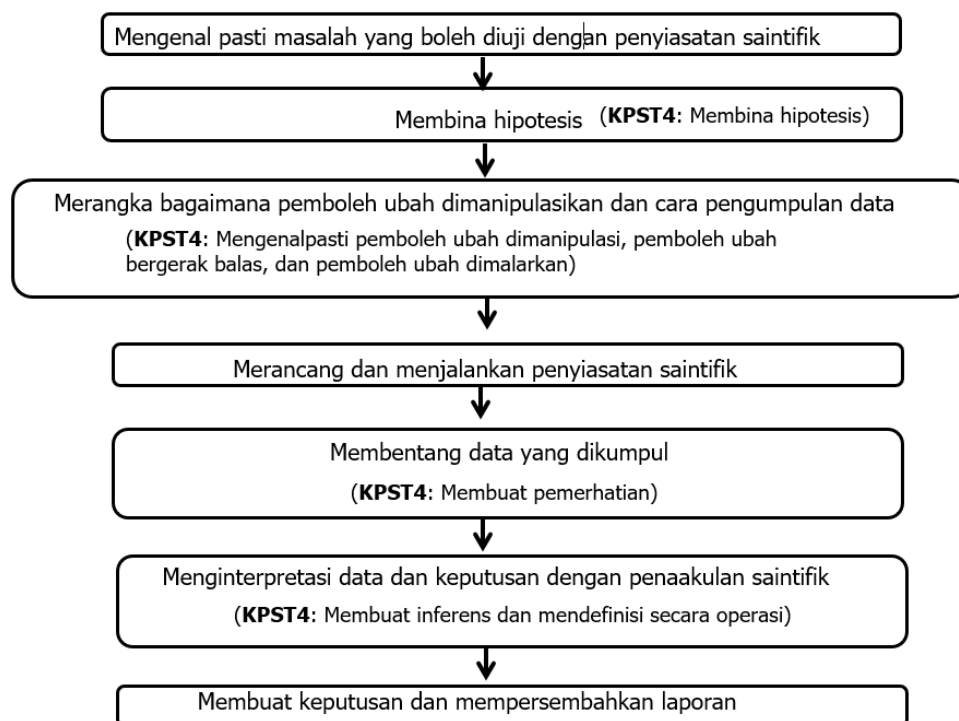 Mengenal pasti masalah yang boleh diuji dengan penyiasatan saintifik
Membina hipotesis (KPST4: Membina hipotesis)
Merangka bagaimana pemboleh ubah dimanipulasikan dan cara pengumpulan data
(KPST4: Mengenalpasti pemboleh ubah dimanipulasi, pemboleh ubah
bergerak balas, dan pemboleh ubah dimalarkan)
Merancang dan menjalankan penyiasatan saintifik
Membentang data yang dikumpul
(KPST4: Membuat pemerhatian)
Menginterpretasi data dan keputusan dengan penaakulan saintifik
(KPST4: Membuat inferens dan mendefinisi secara operasi)
Membuat keputusan dan mempersembahkan laporan